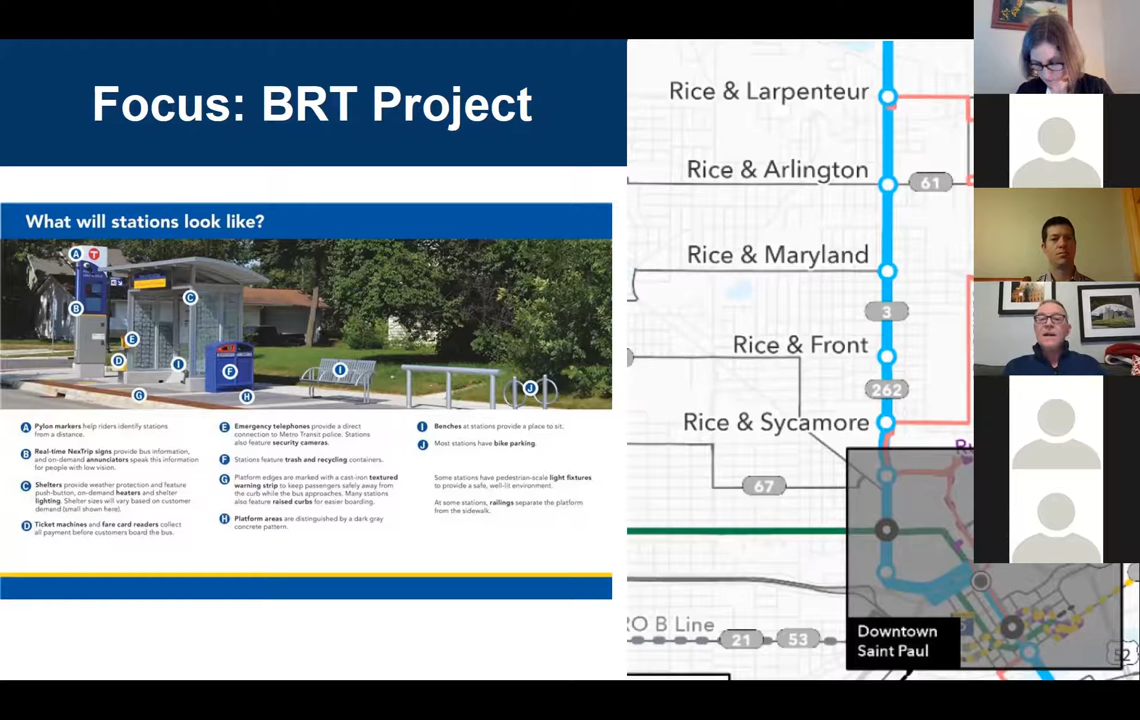 Focus: BRT Project
What will stations look like?
A
T
B
C
E
D
I
F
G
H
I
J
A Pylon markers help riders identify stations
from a distance.
B Real-time NexTrip signs provide bus information,
and on-demand annunciators speak this information
for people with low vision.
C Shelters provide weather protection and feature
push-button, on-demand heaters and shelter
lighting. Shelter sizes will vary based on customer
demand (small shown here).
D Ticket machines and fare card readers collect
all payment before customers board the bus.
E Emergency telephones provide a direct
connection to Metro Transit police. Stations
also feature security cameras.
F Stations feature trash and recycling containers.
G Platform edges are marked with a cast-iron textured
warning strip to keep passengers safely away from
the curb while the bus approaches. Many stations
also feature raised curbs for easier boarding.
H Platform areas are distinguished by a dark gray
concrete pattern.
I Benches at stations provide a place to sit.
J Most stations have bike parking.
Some stations have pedestrian-scale light fixtures
to provide a safe, well-lit environment.
At some stations, railings separate the platform
from the sidewalk.
Rice & Larpenteur
Rice & Arlington
61
Rice & Maryland
3
Rice & Front
262
Rice & Sycamore
67
O B Line
21
53
Downtown
Saint Paul
52